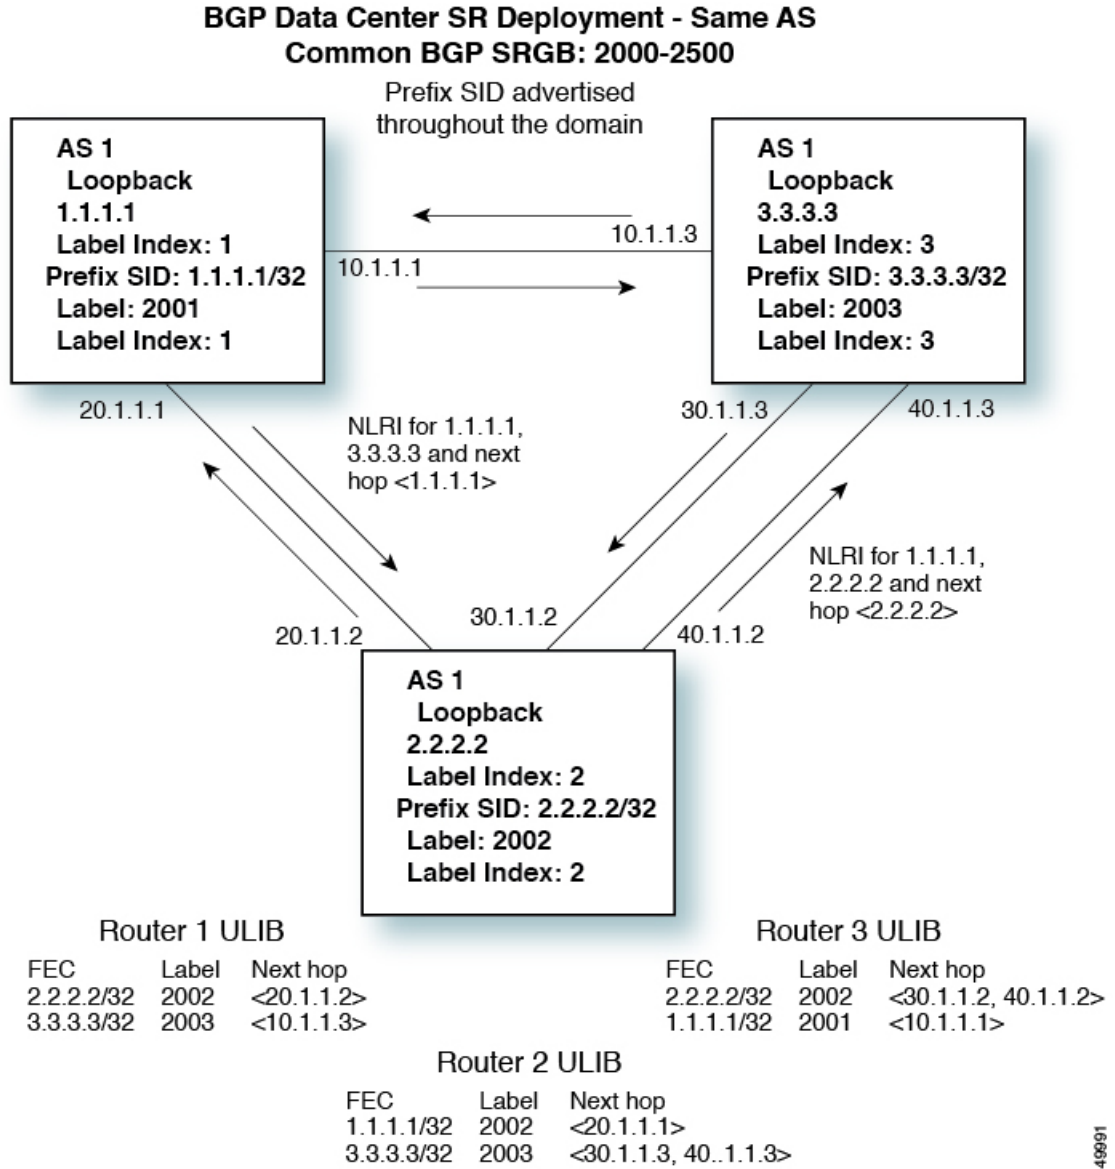 BGP Data Center SR Deployment - Same AS
Common BGP SRGB: 2000-2500
Prefix SID advertised
throughout the domain
AS 1
Loopback
1.1.1.1
Label Index: 1
Prefix SID: 1.1.1.1/32
Label: 2001
Label Index: 1
AS 1
Loopback
3.3.3.3
Label Index: 3
Prefix SID: 3.3.3.3/32
Label: 2003
Label Index: 3
10.1.1.3
10.1.1.1
20.1.1.1
30.1.1.3
40.1.1.3
NLRI for 1.1.1.1,
3.3.3.3 and next
hop <1.1.1.1>
NLRI for 1.1.1.1,
2.2.2.2 and next
hop <2.2.2.2>
20.1.1.2
30.1.1.2
40.1.1.2
AS 1
Loopback
2.2.2.2
Label Index: 2
Prefix SID: 2.2.2.2/32
Label: 2002
Label Index: 2
Router 1 ULIB
FEC Label Next hop
2.2.2.2/32 2002 <20.1.1.2>
3.3.3.3/32 2003 <10.1.1.3>
Router 3 ULIB
FEC Label Next hop
2.2.2.2/32 2002 <30.1.1.2, 40.1.1.2>
1.1.1.1/32 2001 <10.1.1.1>
Router 2 ULIB
FEC Label Next hop
1.1.1.1/32 2002 <20.1.1.1>
3.3.3.3/32 2003 <30.1.1.3, 40..1.1.3>
49991